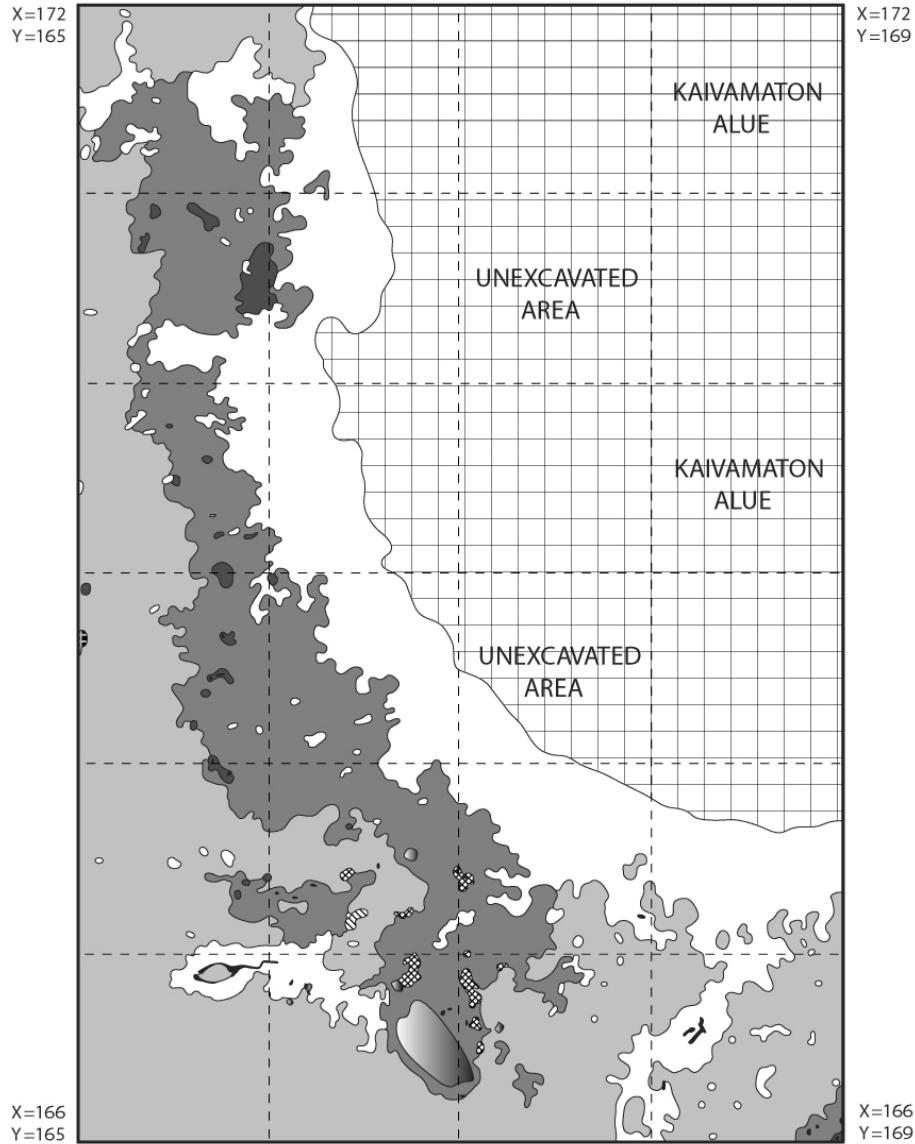 X=172
Y=165
X=172
Y=169
KAIVAMATON
ALUE
UNEXCAVATED
AREA
KAIVAMATON
ALUE
UNEXCAVATED
AREA
X=166
Y=165
X=166
Y=169